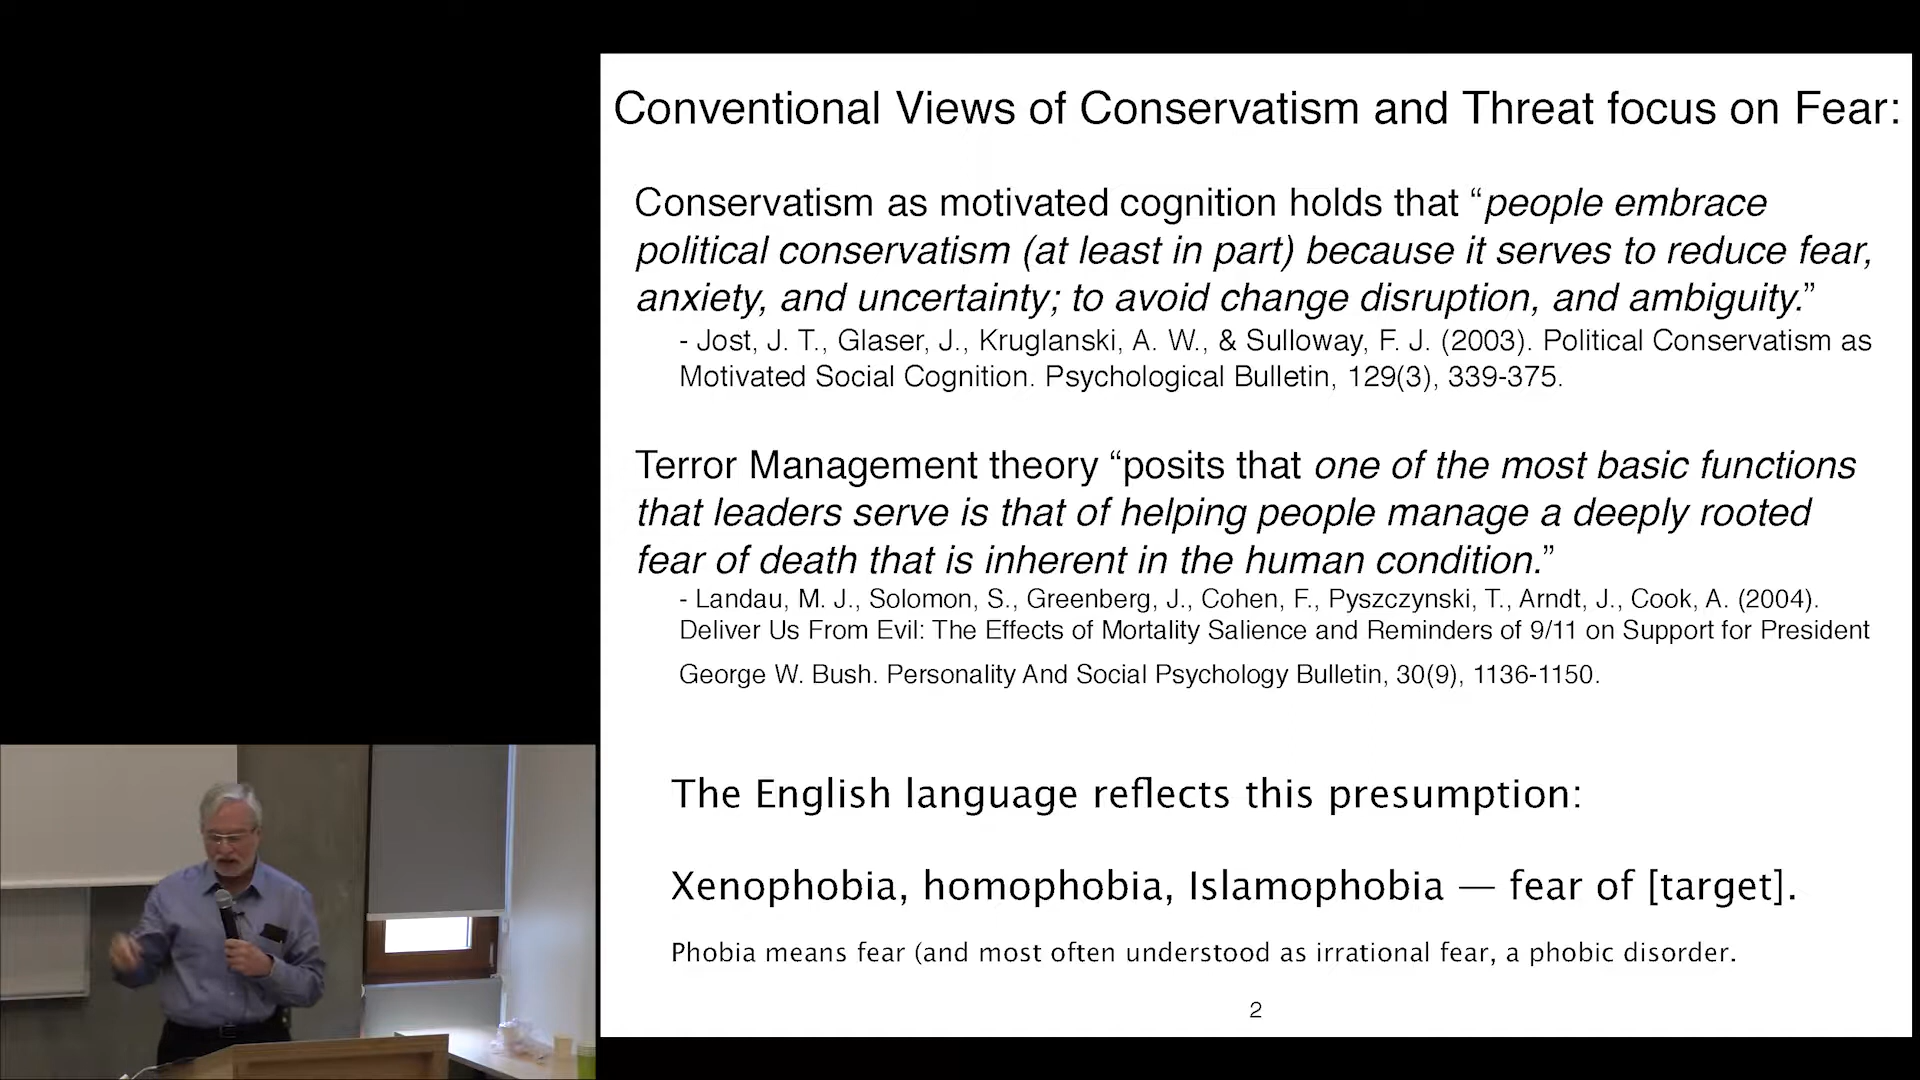 Conventional Views of Conservatism and Threat focus on Fear:
Conservatism as motivated cognition holds that “people embrace
political conservatism (at least in part) because it serves to reduce fear,
anxiety, and uncertainty; to avoid change disruption, and ambiguity.”
- Jost, J. T., Glaser, J., Kruglanski, A. W., & Sulloway, F. J. (2003). Political Conservatism as
Motivated Social Cognition. Psychological Bulletin, 129(3), 339-375.
Terror Management theory “posits that one of the most basic functions
that leaders serve is that of helping people manage a deeply rooted
fear of death that is inherent in the human condition.”
- Landau, M. J., Solomon, S., Greenberg, J., Cohen, F., Pyszczynski, T., Arndt, J., Cook, A. (2004).
Deliver Us From Evil: The Effects of Mortality Salience and Reminders of 9/11 on Support for President
George W. Bush. Personality And Social Psychology Bulletin, 30(9), 1136-1150.
The English language reflects this presumption:
Xenophobia, homophobia, Islamophobia — fear of [target].
Phobia means fear (and most often understood as irrational fear, a phobic disorder.
2